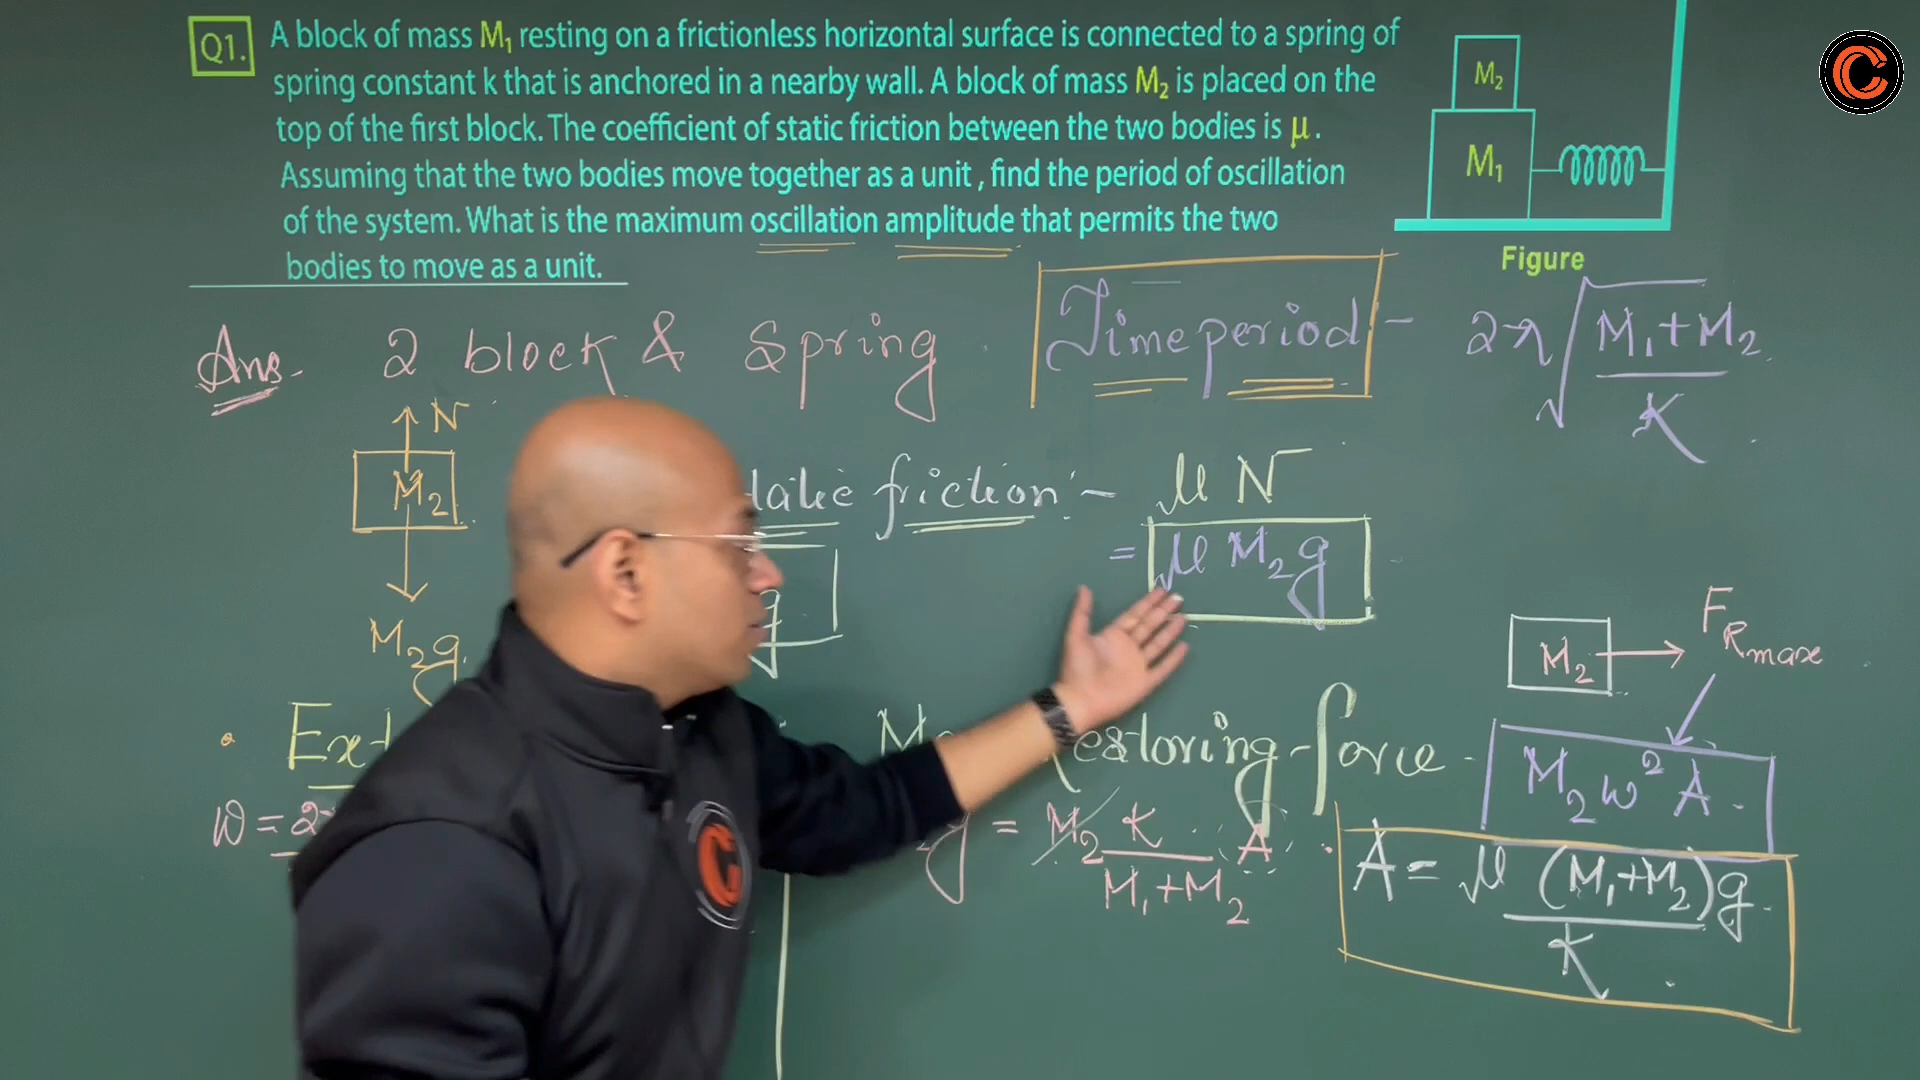 Q1. A block of mass M₁ resting on a frictionless horizontal surface is connected to a spring of
spring constant k that is anchored in a nearby wall. A block of mass M₂ is placed on the
top of the first block. The coefficient of static friction between the two bodies is μ.
Assuming that the two bodies move together as a unit, find the period of oscillation
of the system. What is the maximum oscillation amplitude that permits the two
bodies to move as a unit.
M₂
M₁
Figure
Ans. 2 block & Spring
Time period - 2π√(M₁+M₂/K)
N
M₂
M₂g
friction :- μN
= μM₂g
g
M₂ → F_Rmax
Restoring force - M₂ω²A
ω = 2
g = M₂ K/(M₁+M₂) A
A = μ(M₁+M₂)g/K